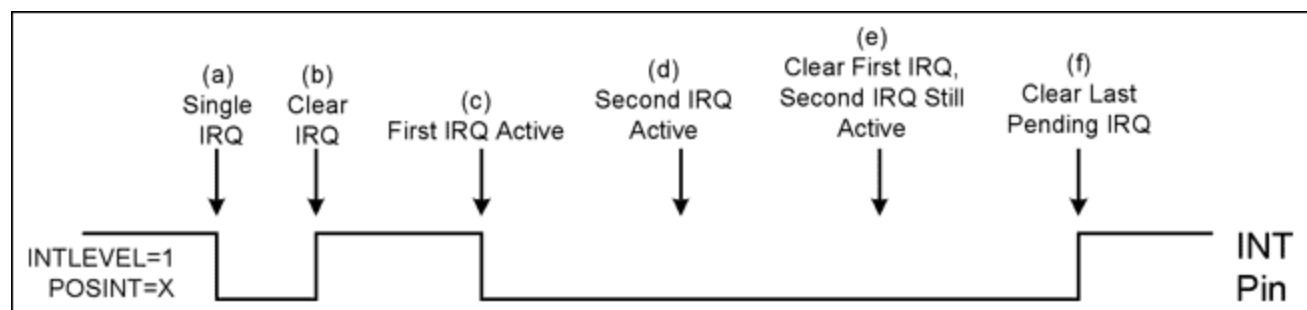 (a)
Single
IRQ
(b)
Clear
IRQ
(c)
First IRQ Active
(d)
Second IRQ
Active
(e)
Clear First IRQ,
Second IRQ Still
Active
(f)
Clear Last
Pending IRQ
INTLEVEL=1
POSINT=X
INT
Pin